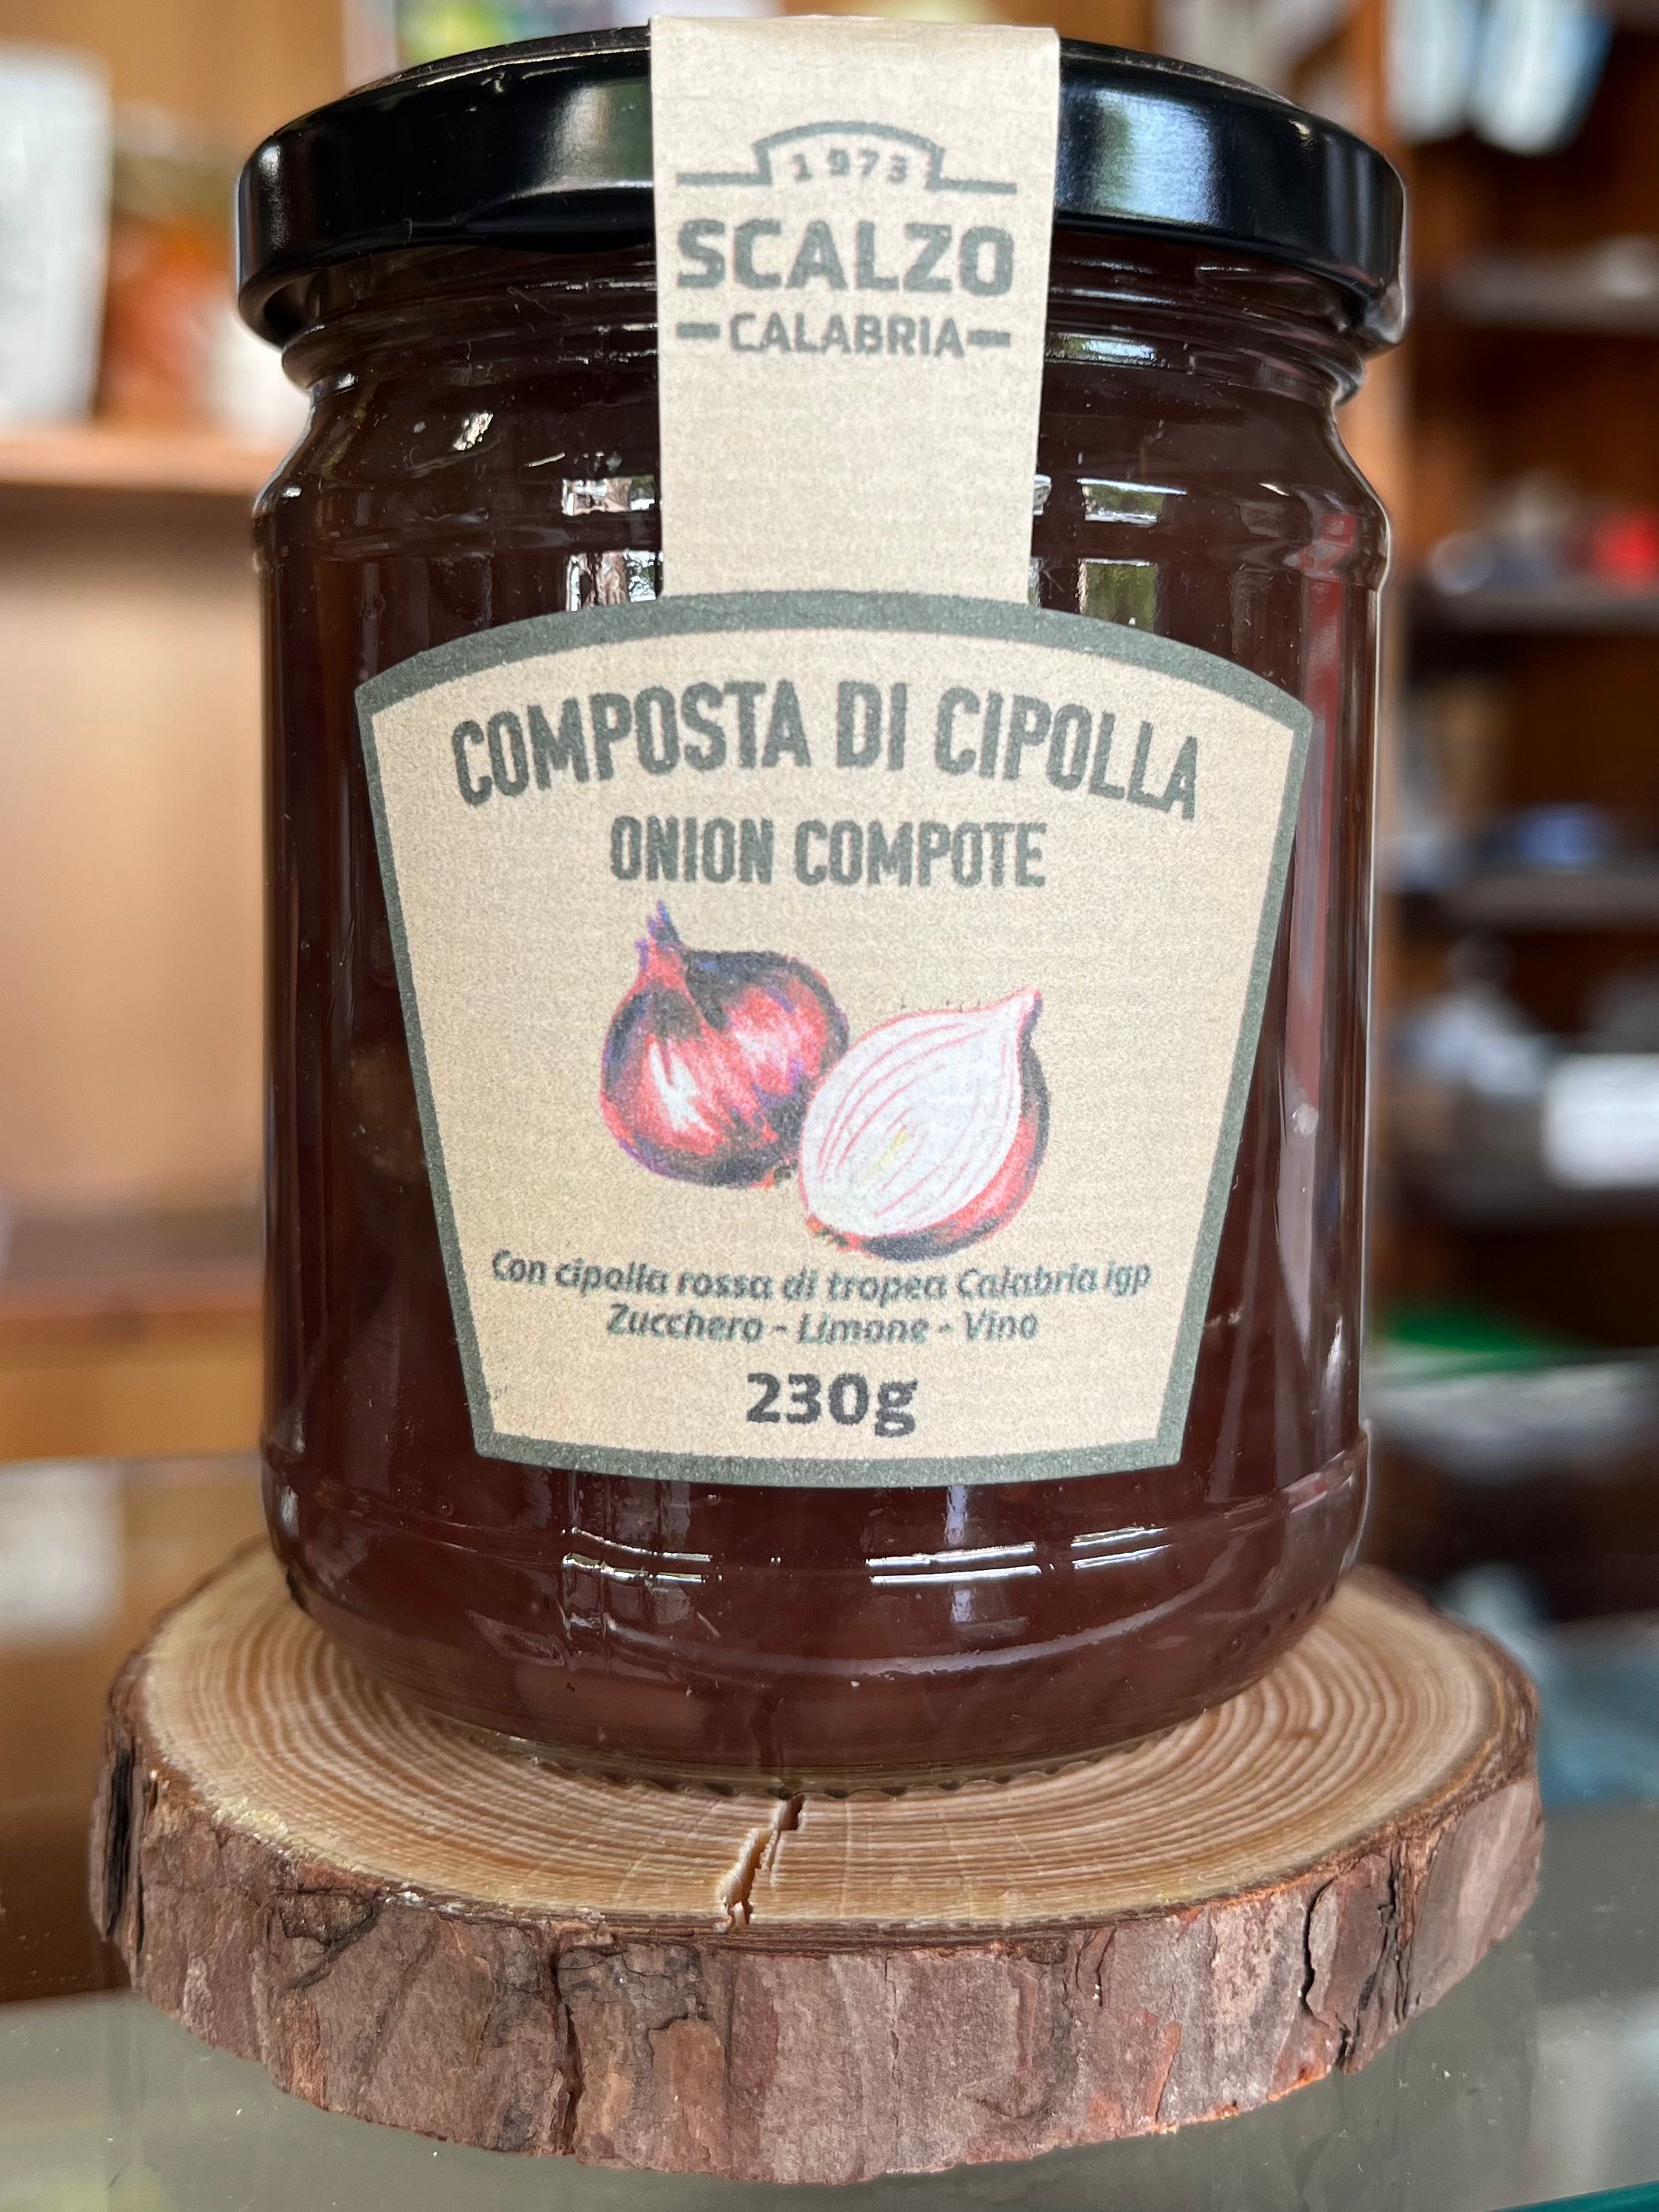 1973
SCALZO
CALABRIA
COMPOSTA DI CIPOLLA
ONION COMPOTE
Con cipolla rossa di tropea Calabria igp
Zucchero - Limone - Vino
230g